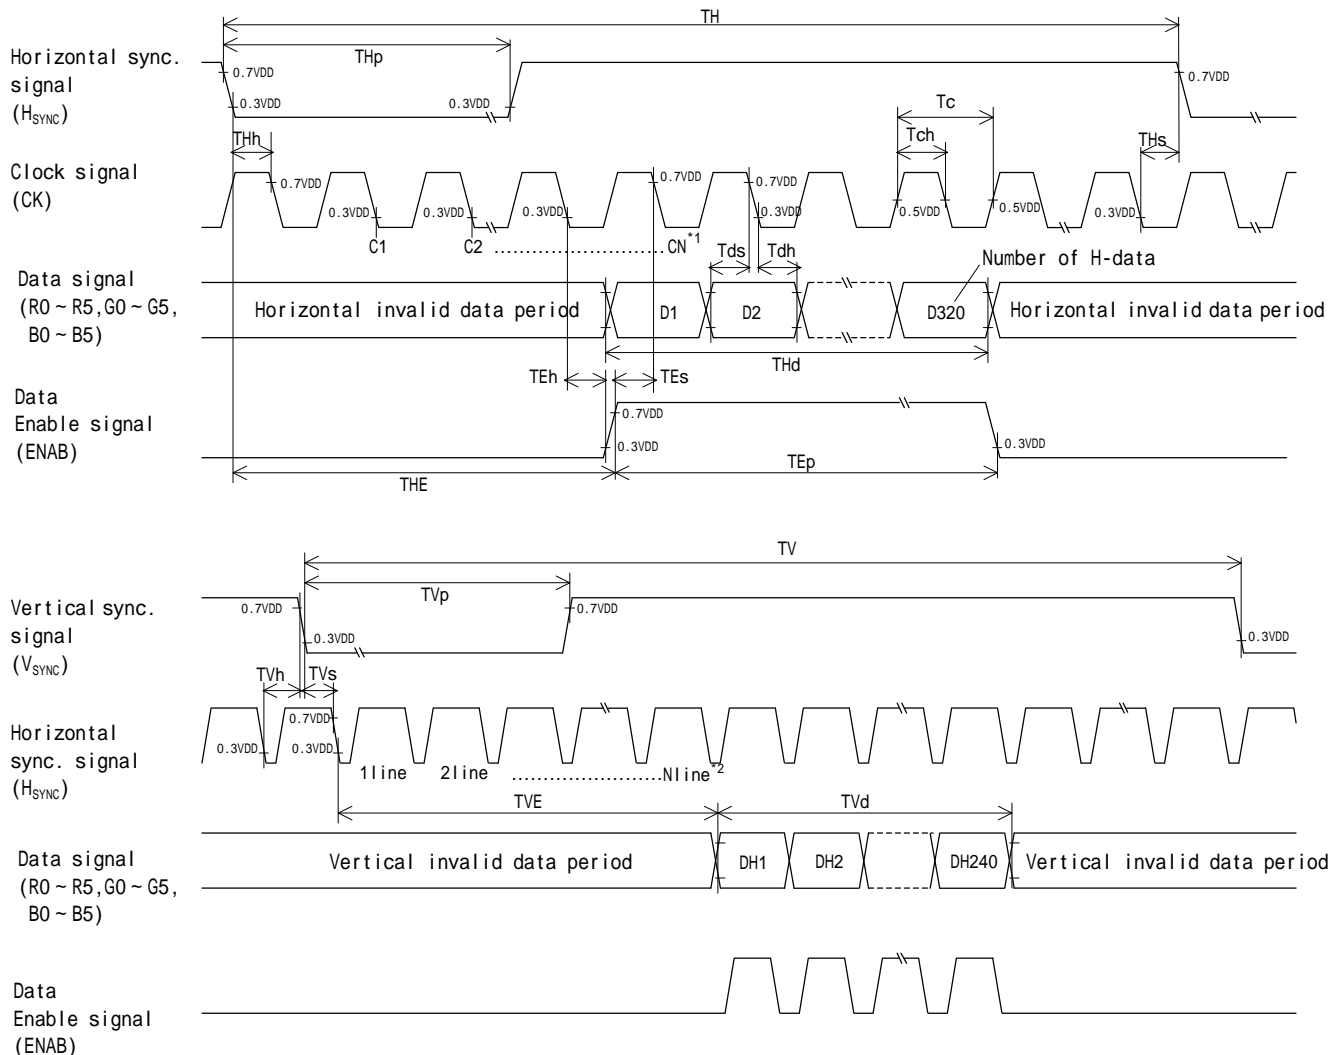 TH
Horizontal sync.
signal
(HSYNC)
THp
0.7VDD
0.7VDD
0.3VDD
0.3VDD
Tc
THh
Tch
THs
Clock signal
(CK)
0.7VDD
0.7VDD
0.7VDD
0.3VDD
0.3VDD
0.3VDD
0.3VDD
0.5VDD
0.5VDD
0.3VDD
C1
C2 ........................CN*1
Tds
Tdh
Number of H-data
Data signal
(R0~R5,G0~G5,
B0~B5)
Horizontal invalid data period
D1
D2
D320
Horizontal invalid data period
THd
TEh
TEs
Data
Enable signal
(ENAB)
0.7VDD
0.3VDD
0.3VDD
THE
TEp
TV
TVp
Vertical sync.
signal
(VSYNC)
0.7VDD
0.7VDD
0.3VDD
0.3VDD
TVh
TVs
Horizontal
sync. signal
(HSYNC)
0.7VDD
0.3VDD
0.3VDD
1line
2line
......................Nline*2
TVE
TVd
Data signal
(R0~R5,G0~G5,
B0~B5)
Vertical invalid data period
DH1
DH2
DH240
Vertical invalid data period
Data
Enable signal
(ENAB)